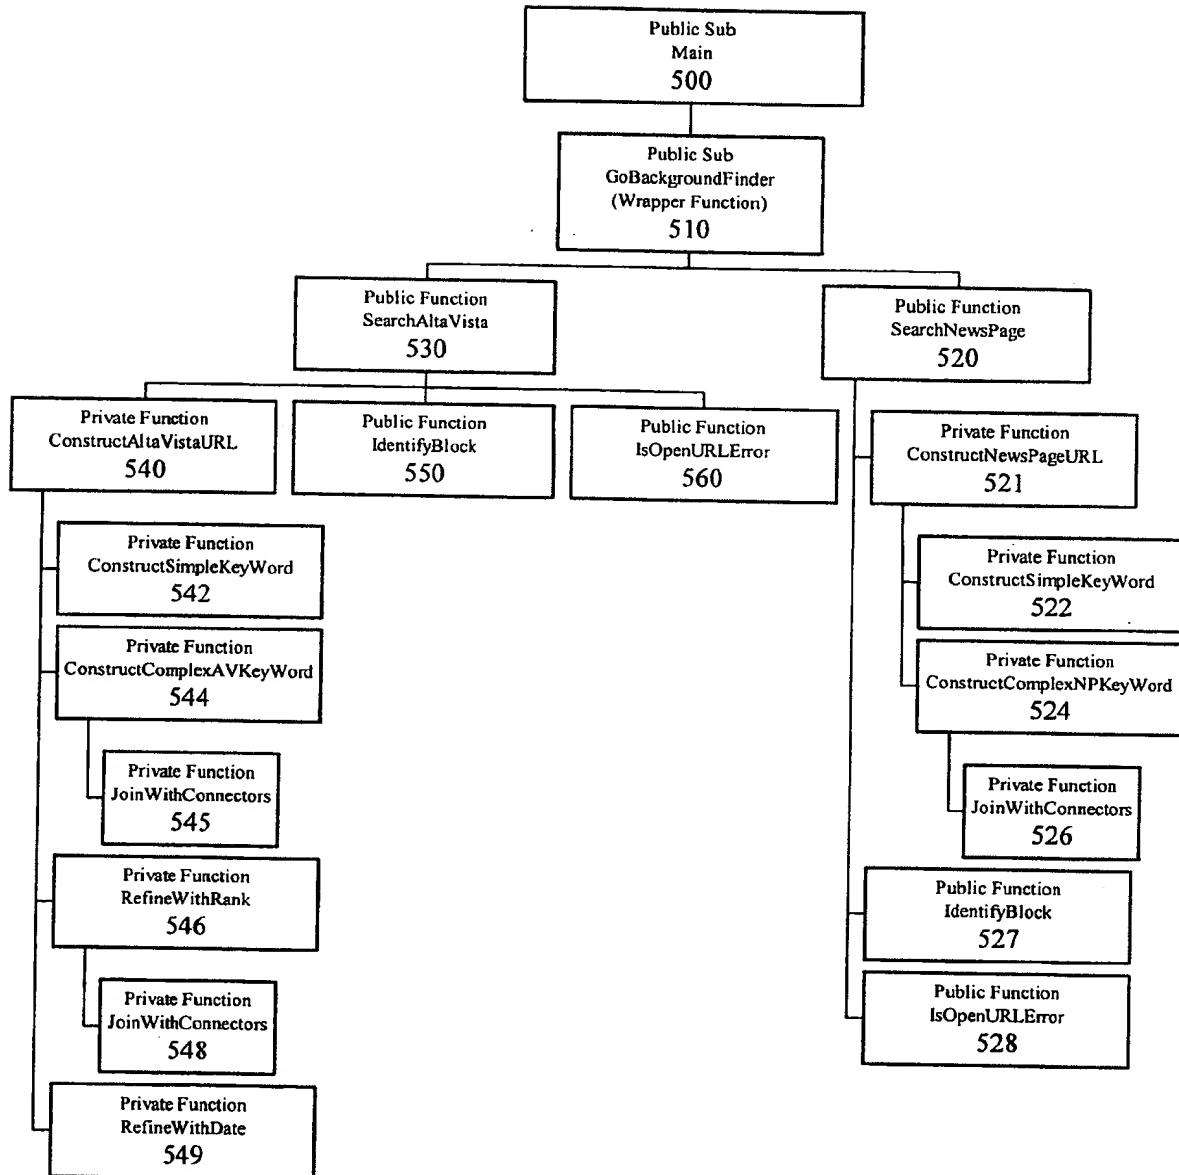 Public Sub
Main
500
Public Sub
GoBackgroundFinder
(Wrapper Function)
510
Public Function
SearchAltaVista
530
Public Function
SearchNewsPage
520
Private Function
ConstructAltaVistaURL
540
Public Function
IdentifyBlock
550
Public Function
IsOpenURLError
560
Private Function
ConstructNewsPageURL
521
Private Function
ConstructSimpleKeyWord
542
Private Function
ConstructComplexAVKeyWord
544
Private Function
JoinWithConnectors
545
Private Function
RefineWithRank
546
Private Function
JoinWithConnectors
548
Private Function
RefineWithDate
549
Private Function
ConstructSimpleKeyWord
522
Private Function
ConstructComplexNPKeyWord
524
Private Function
JoinWithConnectors
526
Public Function
IdentifyBlock
527
Public Function
IsOpenURLError
528